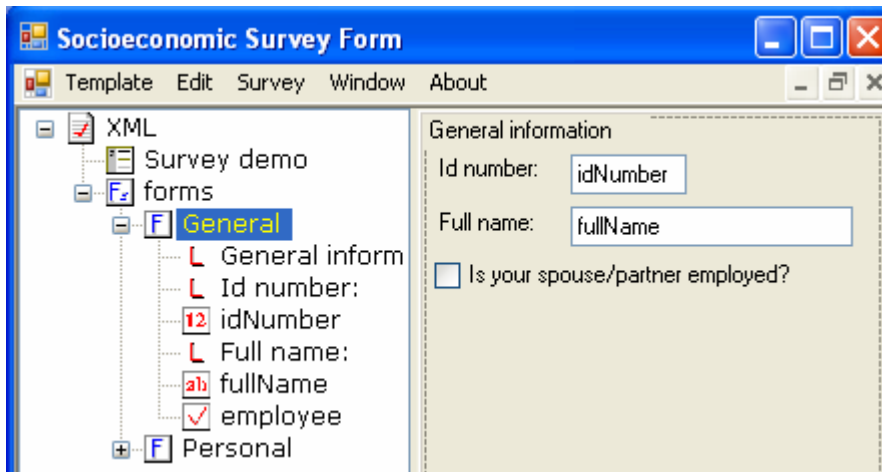 Socioeconomic Survey Form
Template Edit Survey Window About
XML
Survey demo
forms
General
General inform
Id number:
idNumber
Full name:
fullName
employee
Personal
General information
Id number: idNumber
Full name: fullName
Is your spouse/partner employed?